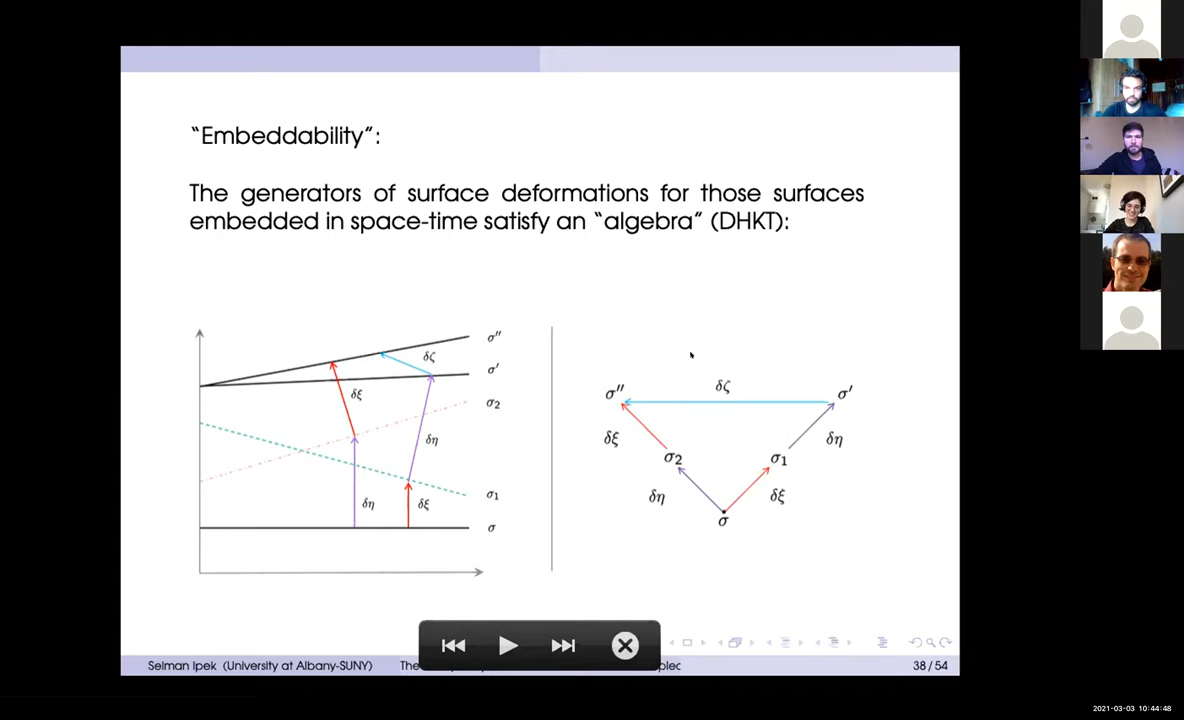 “Embeddability”:
The generators of surface deformations for those surfaces
embedded in space-time satisfy an “algebra” (DHKT):
σ′′
δζ
σ′
δξ
σ2
δη
σ1
δη
δξ
σ
σ′′
δζ
σ′
δξ
δη
σ2
σ1
δη
δξ
σ
Selman Ipek (University at Albany-SUNY)
The
38 / 54
2021-03-03 10:44:48